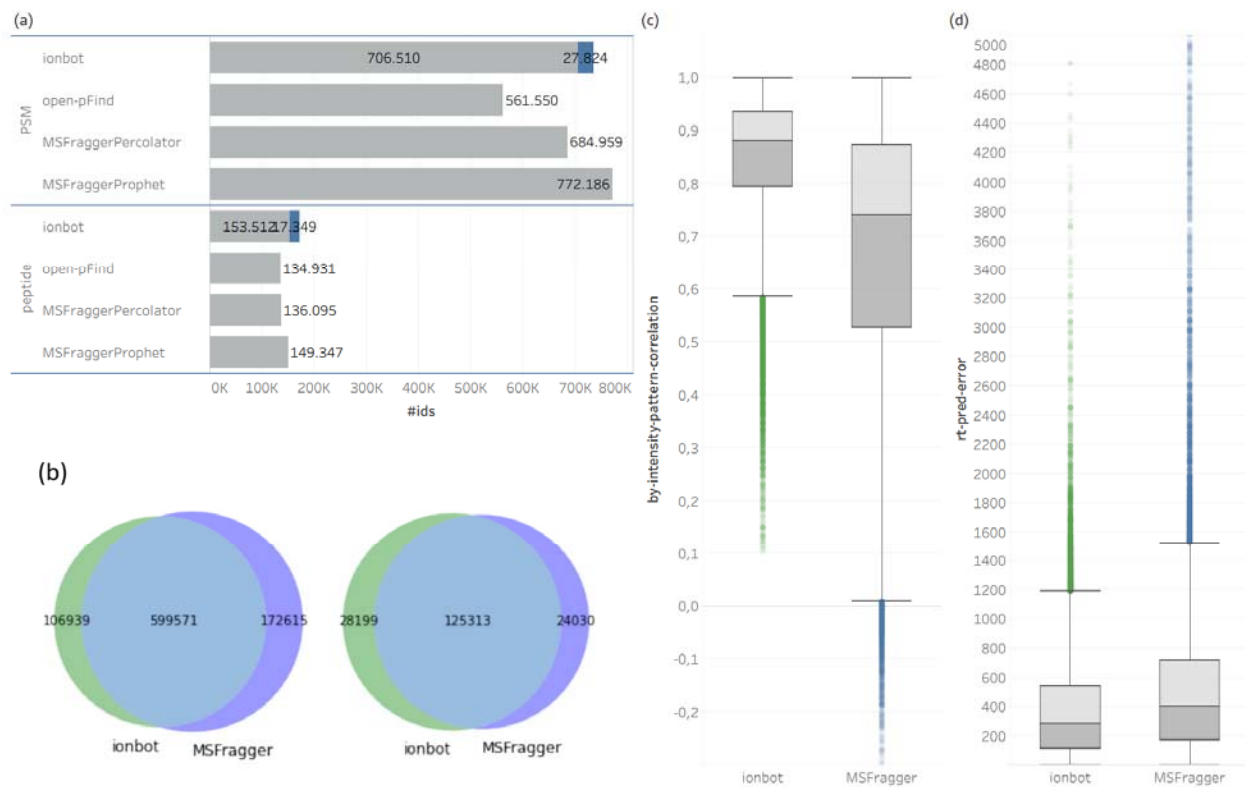 (a)
PSM
ionbot 706.510 27.824
open-pFind 561.550
MSFraggerPercolator 684.959
MSFraggerProphet 772.186
peptide
ionbot 153.512 17.349
open-pFind 134.931
MSFraggerPercolator 136.095
MSFraggerProphet 149.347
0K 100K 200K 300K 400K 500K 600K 700K 800K
#ids
(b)
106939 599571 172615
ionbot MSFragger
28199 125313 24030
ionbot MSFragger
(c)
by-intensity-pattern-correlation
1,0
0,9
0,8
0,7
0,6
0,5
0,4
0,3
0,2
0,1
0,0
-0,1
-0,2
ionbot MSFragger
(d)
rt-pred-error
5000
4800
4600
4400
4200
4000
3800
3600
3400
3200
3000
2800
2600
2400
2200
2000
1800
1600
1400
1200
1000
800
600
400
200
ionbot MSFragger